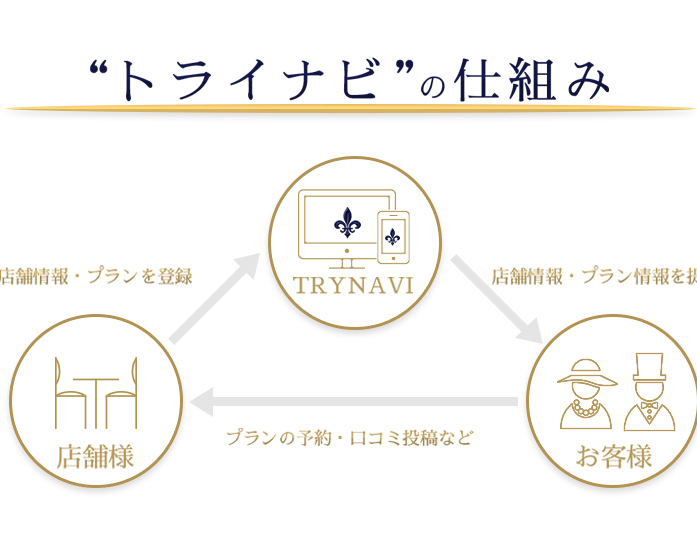 “トライナビ”の仕組み
TRYNAVI
店舗情報・プランを登録
店舗情報・プラン情報を
プランの予約・口コミ投稿など
店舗様
お客様